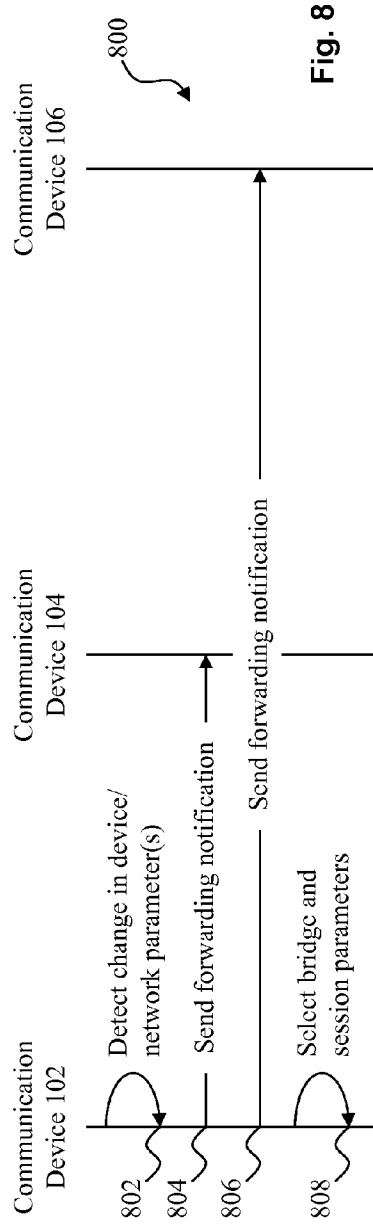 Communication
Device 102
Communication
Device 104
Communication
Device 106
800
802
Detect change in device/
network parameter(s)
804
Send forwarding notification
806
Send forwarding notification
808
Select bridge and
session parameters
Fig. 8